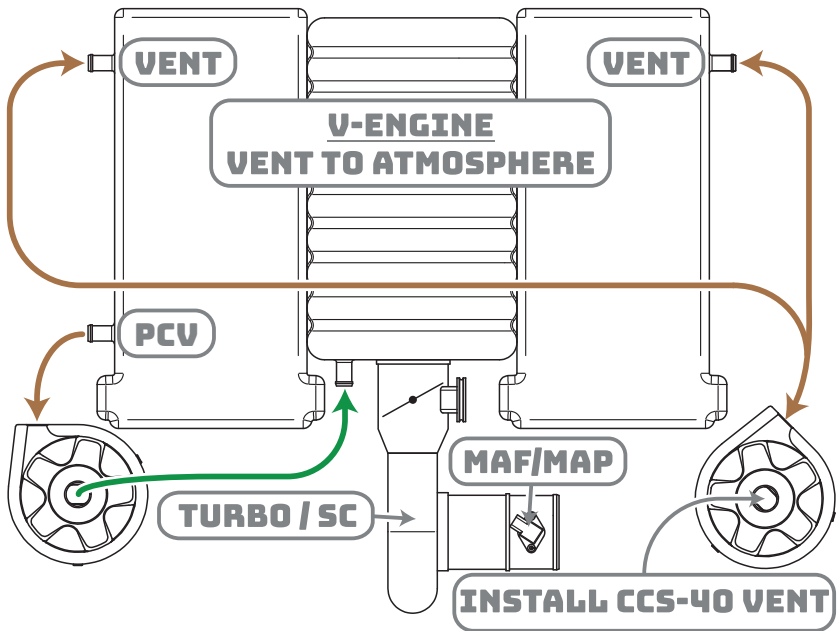 VENT
VENT
V-ENGINE
VENT TO ATMOSPHERE
PCV
MAF/MAP
TURBO / SC
INSTALL CCS-40 VENT